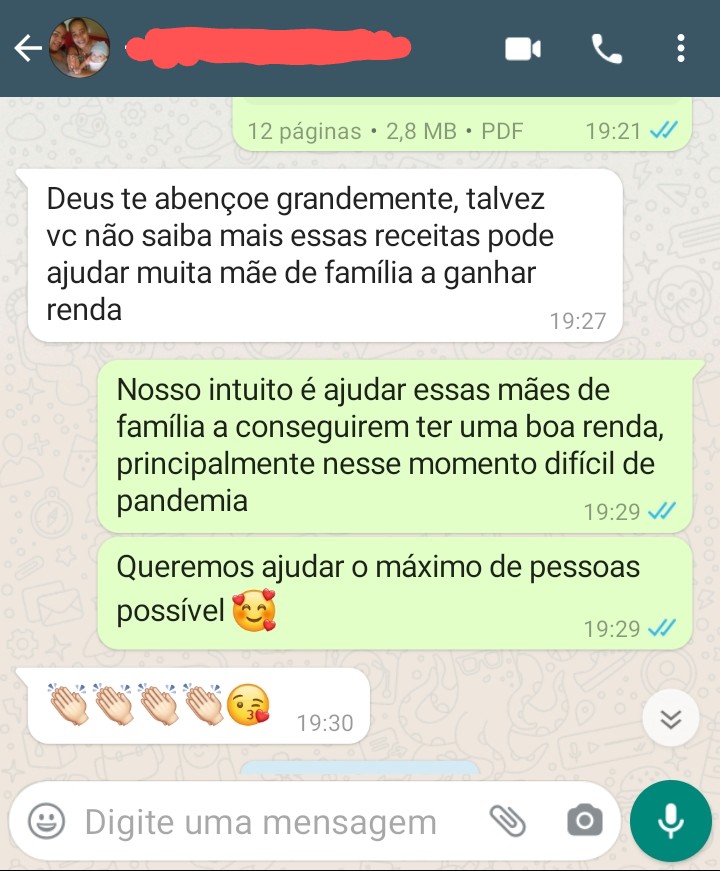 12 páginas • 2,8 MB • PDF 19:21
Deus te abençoe grandemente, talvez
vc não saiba mais essas receitas pode
ajudar muita mãe de família a ganhar
renda
19:27
Nosso intuito é ajudar essas mães de
família a conseguirem ter uma boa renda,
principalmente nesse momento difícil de
pandemia
19:29
Queremos ajudar o máximo de pessoas
possível 🥰
19:29
👏🏻👏🏻👏🏻👏🏻😘 19:30
Digite uma mensagem